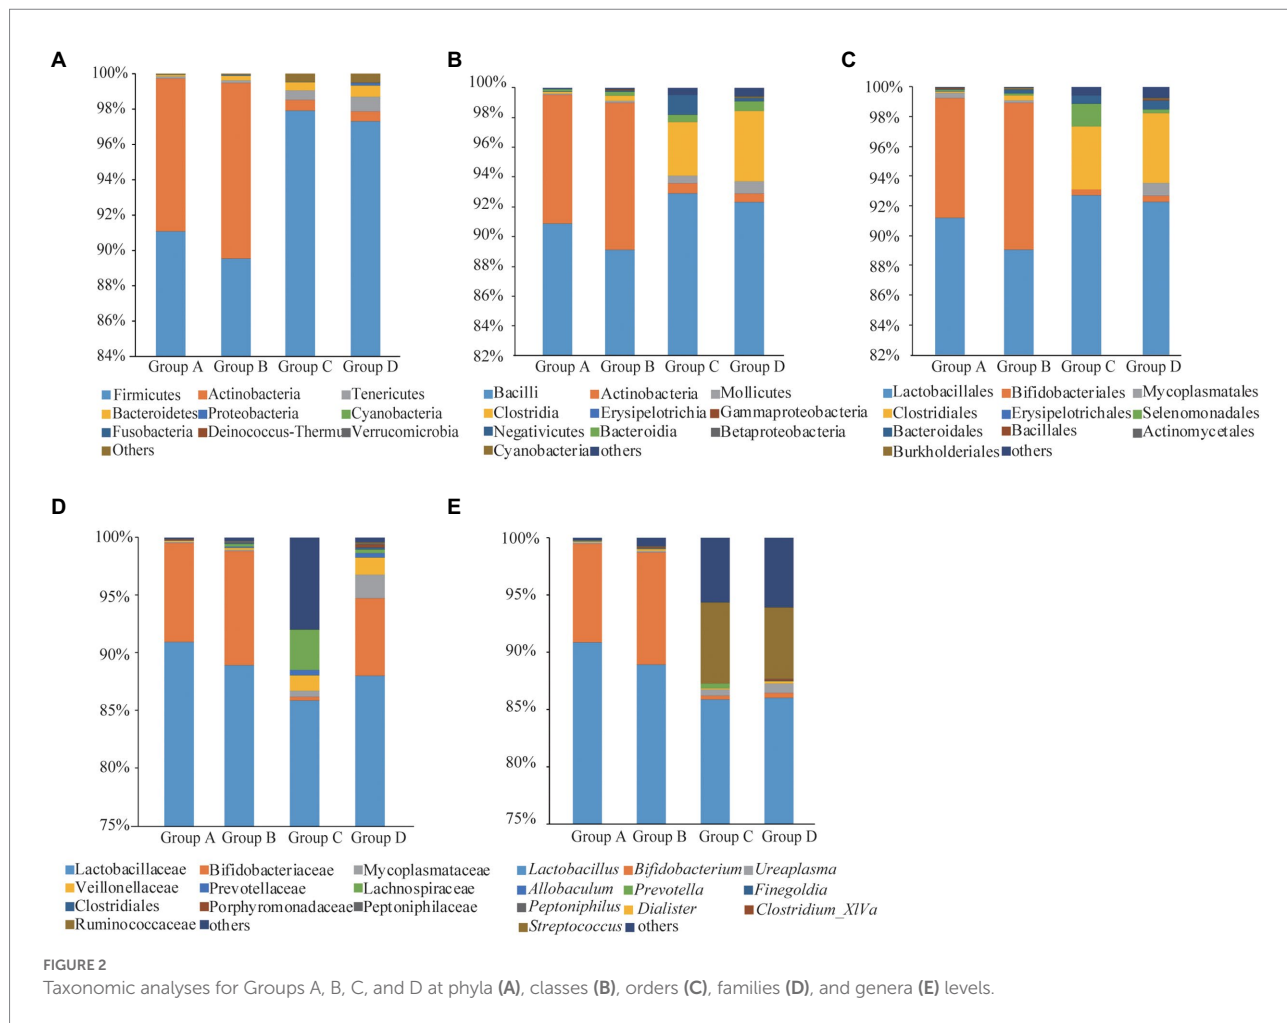 A
100%
98%
96%
94%
92%
90%
88%
86%
84%
Group A Group B Group C Group D
Firmicutes Actinobacteria Tenericutes
Bacteroidetes Proteobacteria Cyanobacteria
Fusobacteria Deinococcus-Thermu Verrucomicrobia
Others
B
100%
98%
96%
94%
92%
90%
88%
86%
84%
82%
Group A Group B Group C Group D
Bacilli Actinobacteria Mollicutes
Clostridia Erysipelotrichia Gammaproteobacteria
Negativicutes Bacteroidia Betaproteobacteria
Cyanobacteria others
C
100%
98%
96%
94%
92%
90%
88%
86%
84%
82%
Group A Group B Group C Group D
Lactobacillales Bifidobacteriales Mycoplasmatales
Clostridiales Erysipelotrichales Selenomonadales
Bacteroidales Bacillales Actinomycetales
Burkholderiales others
D
100%
95%
90%
85%
80%
75%
Group A Group B Group C Group D
Lactobacillaceae Bifidobacteriaceae Mycoplasmataceae
Veillonellaceae Prevotellaceae Lachnospiraceae
Clostridiales Porphyromonadaceae Peptoniphilaceae
Ruminococcaceae others
E
100%
95%
90%
85%
80%
75%
Group A Group B Group C Group D
Lactobacillus Bifidobacterium Ureaplasma
Allobaculum Prevotella Finegoldia
Peptoniphilus Dialister Clostridium_XlVa
Streptococcus others
FIGURE 2
Taxonomic analyses for Groups A, B, C, and D at phyla (A), classes (B), orders (C), families (D), and genera (E) levels.